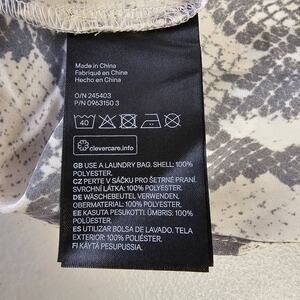 Made in China
Fabriqué en Chine
Hecho en China
O/N 245403
P/N 0963150 3
40
clevercare.info
GB USE A LAUNDRY BAG. SHELL: 100%
POLYESTER.
CZ PERTE V SÁČKU PRO ŠETRNÉ PRANÍ.
SVRCHNÍ LÁTKA: 100% POLYESTER.
DE WÄSCHEBEUTEL VERWENDEN.
OBERMATERIAL: 100% POLYESTER.
EE KASUTA PESUKOTTI. ÜMBRIS: 100%
POLÜESTER.
ES UTILIZAR BOLSA DE LAVADO. TELA
EXTERIOR: 100% POLIÉSTER.
FI KÄYTÄ PESUPUSSIA.